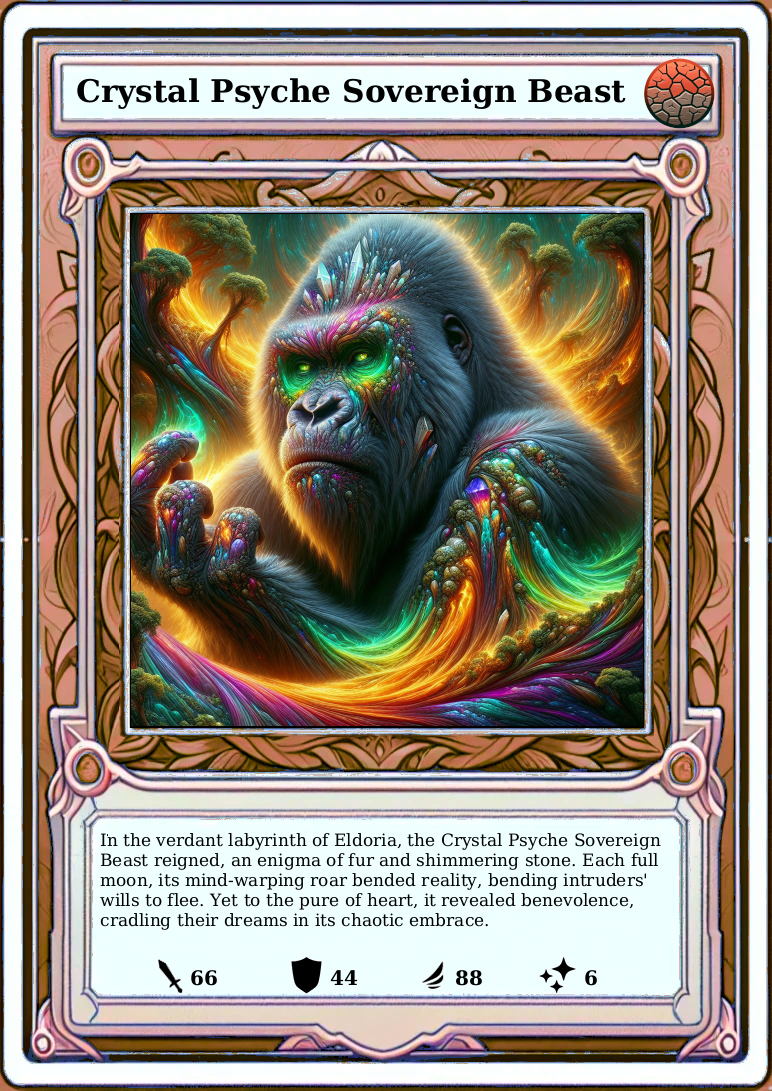 Crystal Psyche Sovereign Beast
In the verdant labyrinth of Eldoria, the Crystal Psyche Sovereign
Beast reigned, an enigma of fur and shimmering stone. Each full
moon, its mind-warping roar bended reality, bending intruders'
wills to flee. Yet to the pure of heart, it revealed benevolence,
cradling their dreams in its chaotic embrace.
66 44 88 6